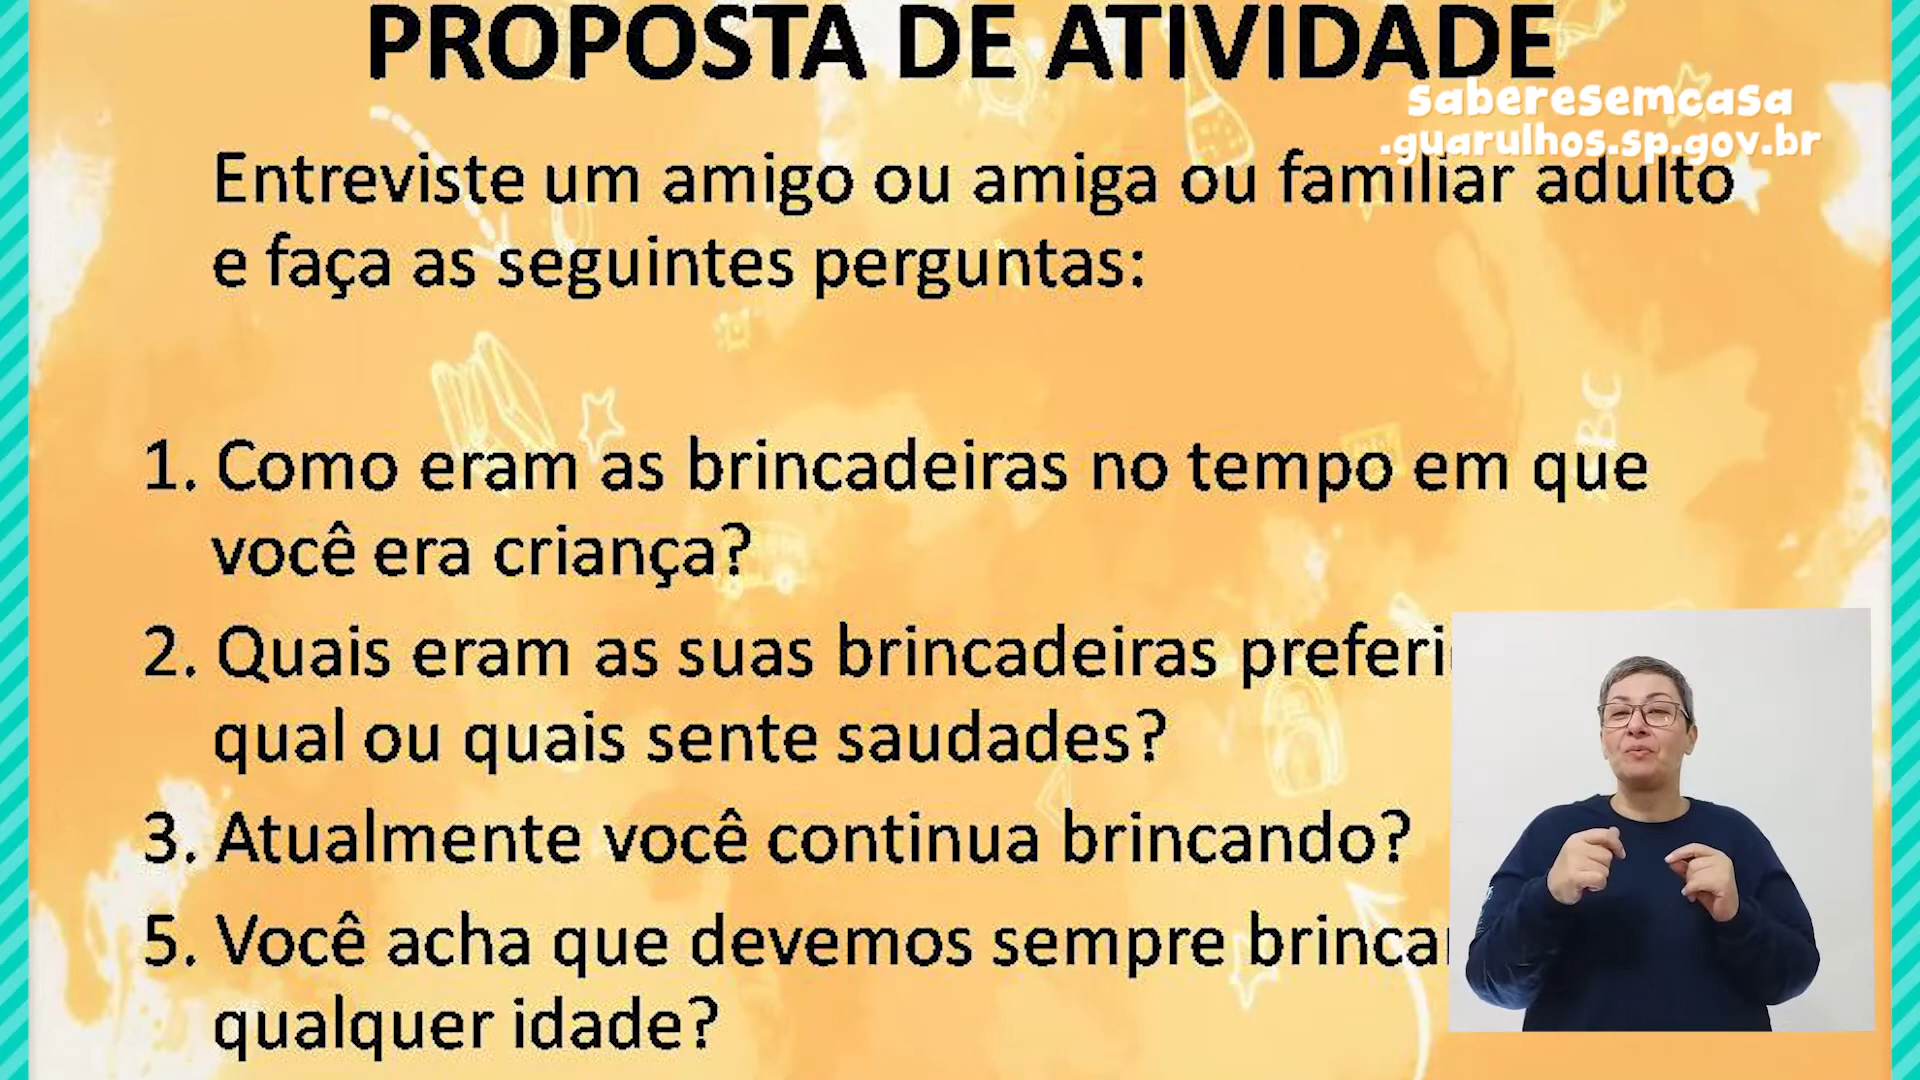 PROPOSTA DE ATIVIDADE
saberesemcasa
.guarulhos.sp.gov.br
Entreviste um amigo ou amiga ou familiar adulto
e faça as seguintes perguntas:
1. Como eram as brincadeiras no tempo em que
você era criança?
2. Quais eram as suas brincadeiras
qual ou quais sente saudades?
3. Atualmente você continua brincando?
5. Você acha que devemos sempre
qualquer idade?
ABC